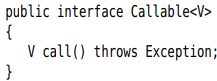 public interface Callable<V>
{
    V call() throws Exception;
}